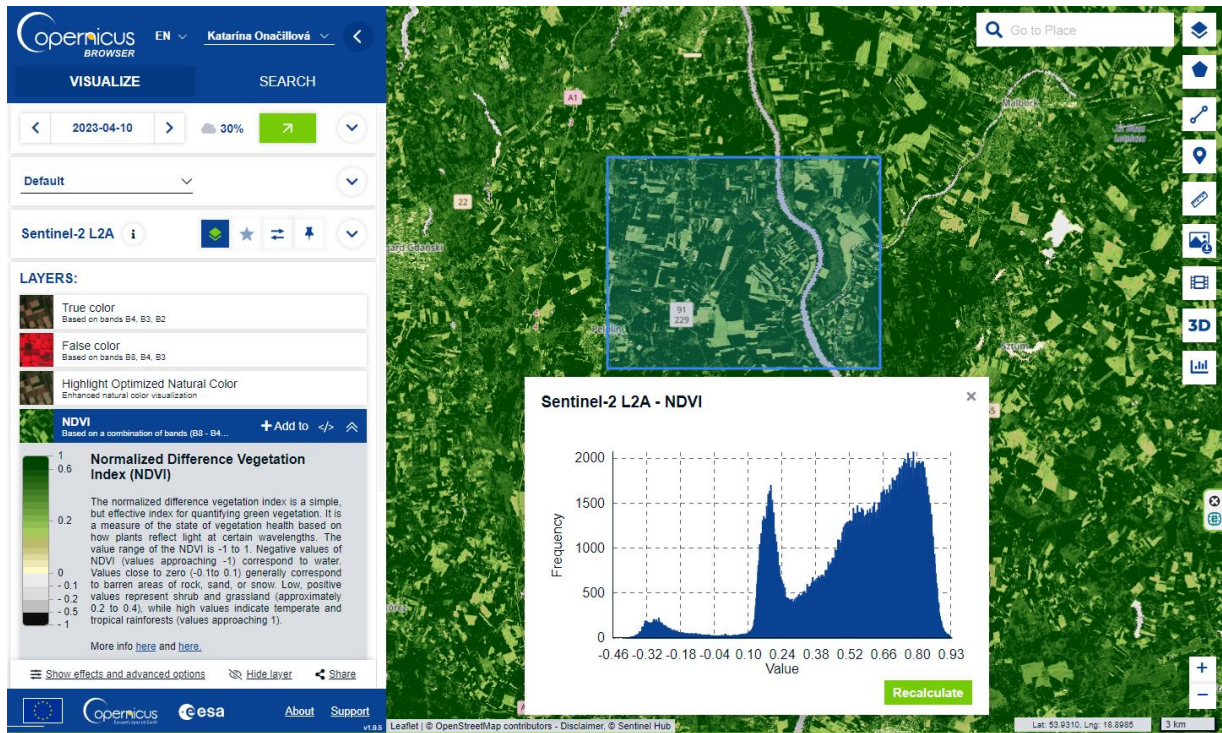 Copernicus
BROWSER
EN
Katarína Onačillová
VISUALIZE
SEARCH
2023-04-10
30%
Default
Sentinel-2 L2A
i
LAYERS:
True color
Based on bands B4, B3, B2
False color
Based on bands B8, B4, B3
Highlight Optimized Natural Color
Enhanced natural color visualization
NDVI
Based on a combination of bands (B8 - B4...
+ Add to </>
1
0.6
0.2
0
- 0.1
- 0.2
- 0.5
- 1
Normalized Difference Vegetation
Index (NDVI)
The normalized difference vegetation index is a simple,
but effective index for quantifying green vegetation. It is
a measure of the state of vegetation health based on
how plants reflect light at certain wavelengths. The
value range of the NDVI is -1 to 1. Negative values of
NDVI (values approaching -1) correspond to water.
Values close to zero (-0.1to 0.1) generally correspond
to barren areas of rock, sand, or snow. Low, positive
values represent shrub and grassland (approximately
0.2 to 0.4), while high values indicate temperate and
tropical rainforests (values approaching 1).
More info here and here.
Show effects and advanced options
Hide layer
Share
Copernicus
Europe's eyes on Earth
esa
About
Support
v1.9.5
Go to Place
3D
A1
22
91
229
Malbork
Pelplin
Sztum
Sentinel-2 L2A - NDVI
×
2000
1500
1000
500
0
Frequency
-0.46 -0.32 -0.18 -0.04 0.10 0.24 0.38 0.52 0.66 0.80 0.93
Value
Recalculate
+
−
Leaflet | © OpenStreetMap contributors - Disclaimer, © Sentinel Hub
Lat: 53.9310, Lng: 18.8985
3 km